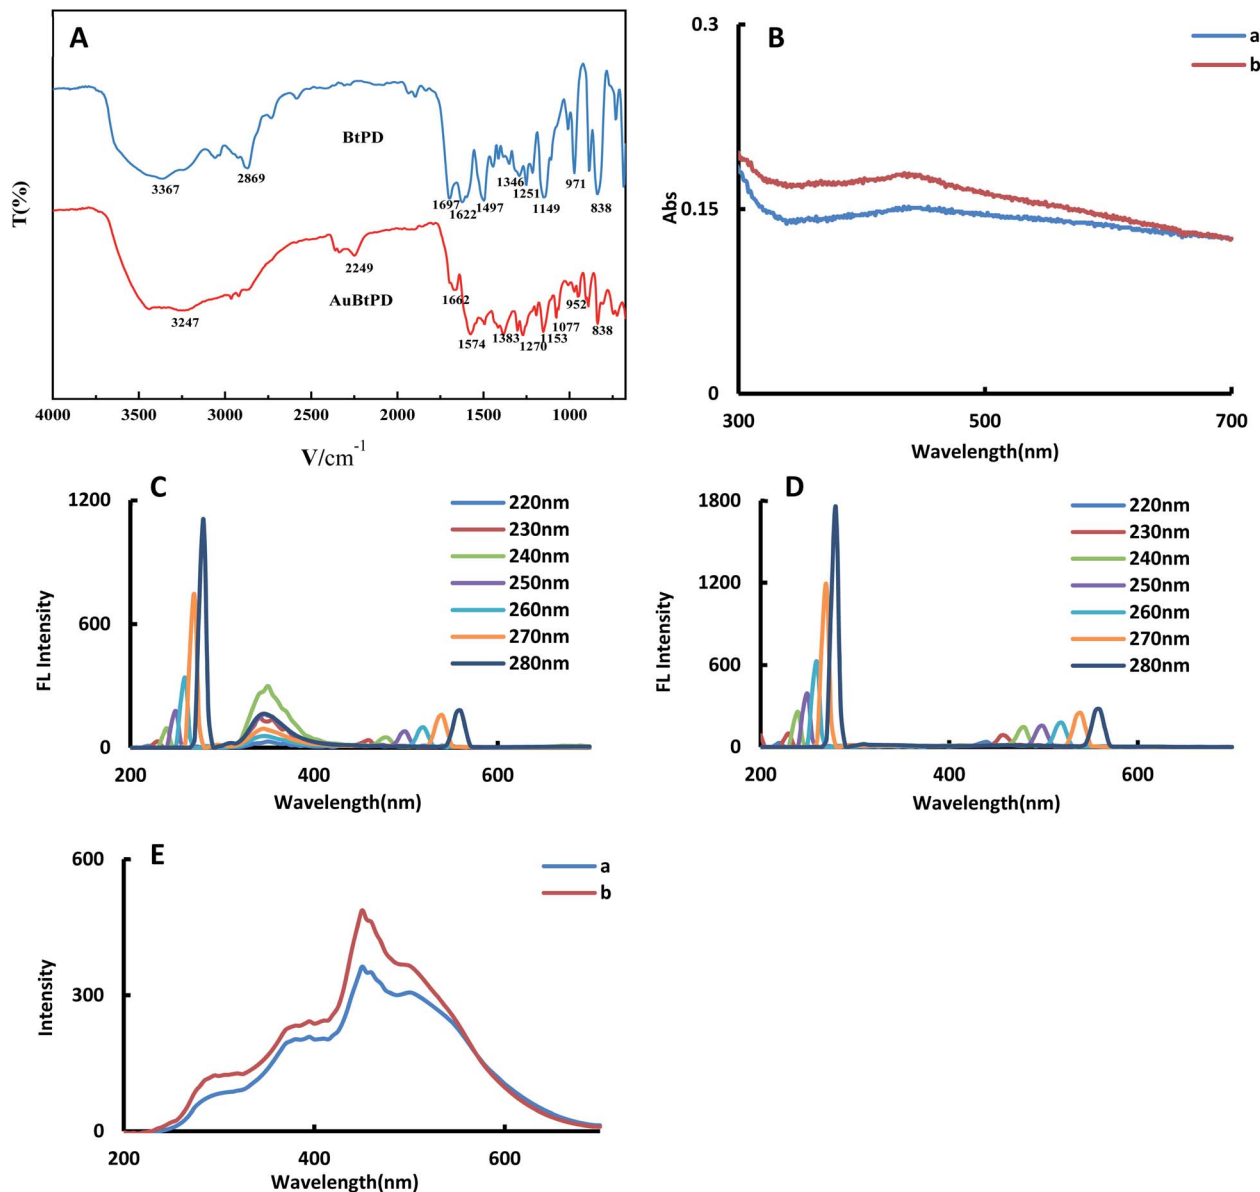 A
T(%)
BtPD
3367
2869
1697
1622
1497
1346
1251
1149
971
838
AuBtPD
3247
2249
1662
1574
1383
1270
1153
1077
952
838
4000 3500 3000 2500 2000 1500 1000
V/cm-1
B
a
b
0.3
0.15
0
Abs
300 500 700
Wavelength(nm)
C
220nm
230nm
240nm
250nm
260nm
270nm
280nm
1200
600
0
FL Intensity
200 400 600
Wavelength(nm)
D
220nm
230nm
240nm
250nm
260nm
270nm
280nm
1800
1200
600
0
FL Intensity
200 400 600
Wavelength(nm)
E
a
b
600
300
0
Intensity
200 400 600
Wavelength(nm)